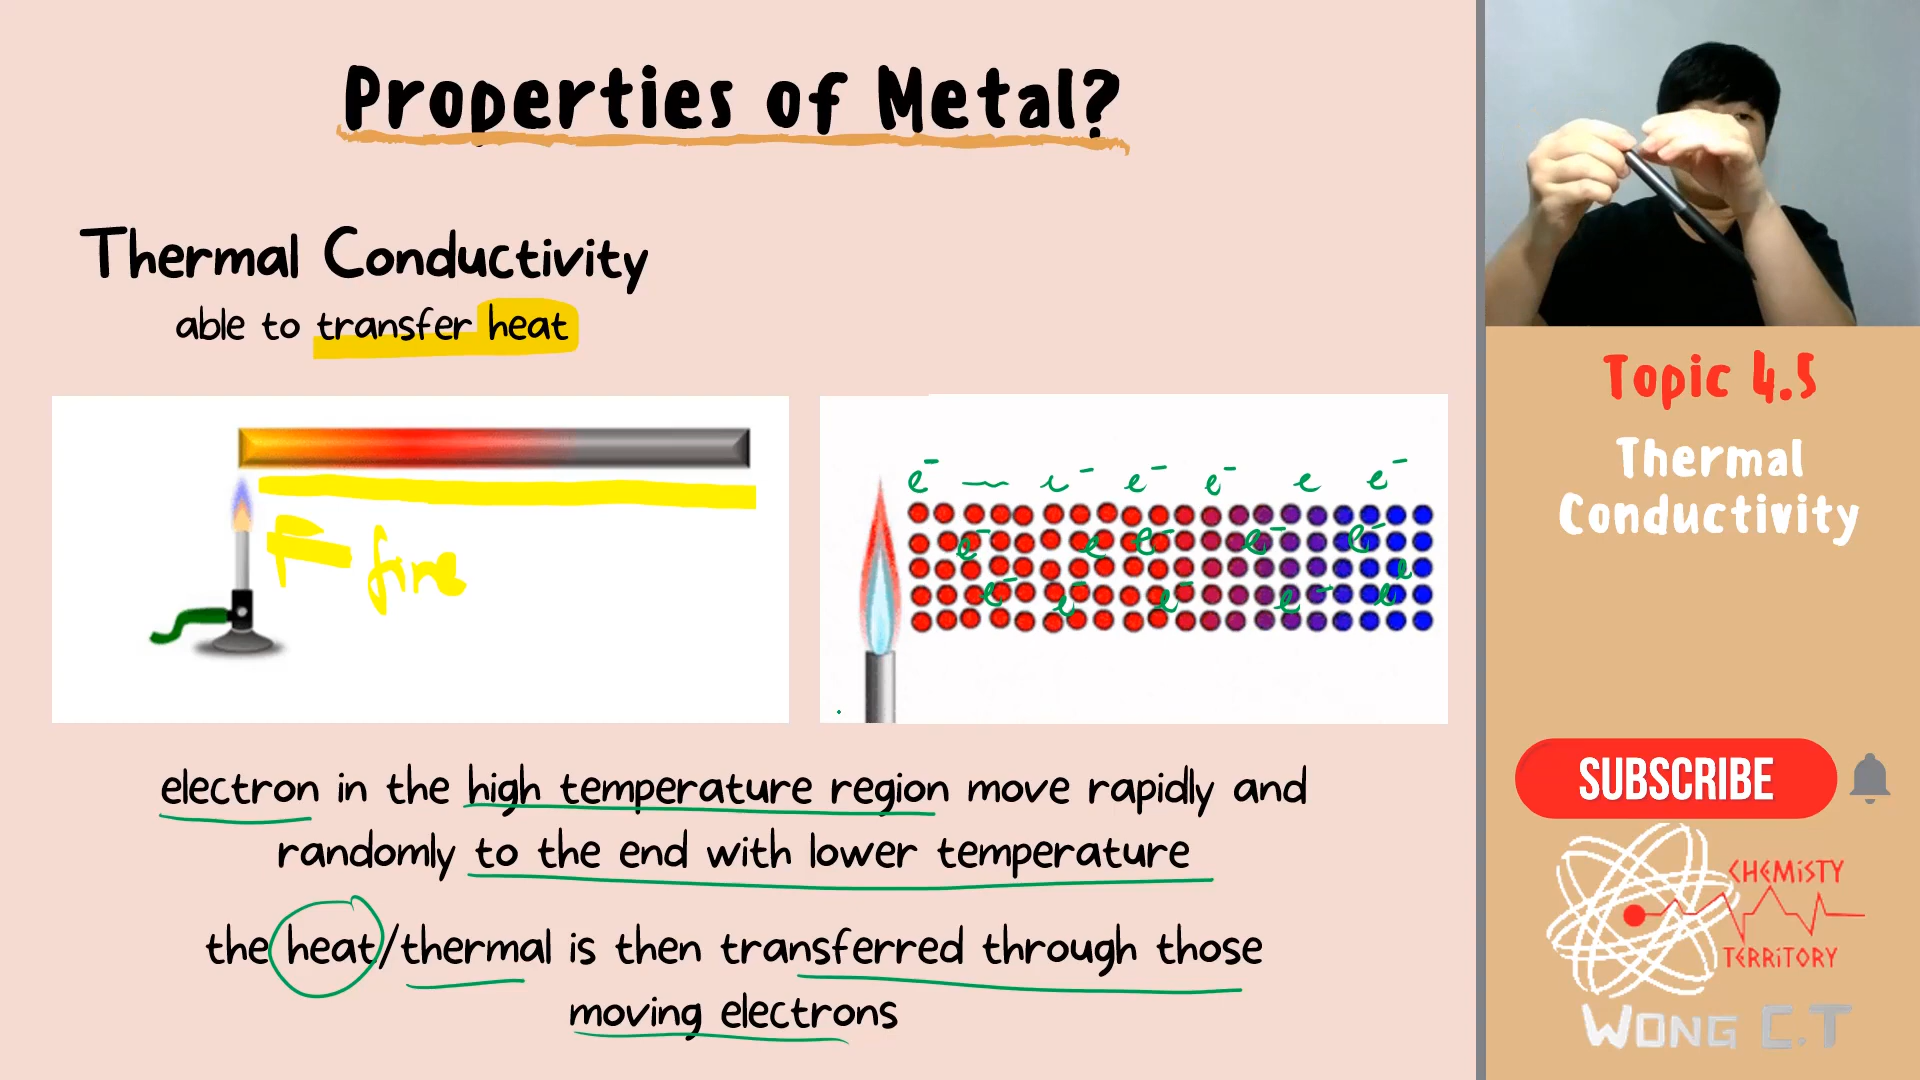 Properties of Metal?
Thermal Conductivity
able to transfer heat
F fire
e⁻ — e⁻ e⁻ e⁻ e e⁻
e⁻ e e⁻ e⁻ e⁻
e
e⁻ e⁻ e⁻ e⁻ e
electron in the high temperature region move rapidly and
randomly to the end with lower temperature
the heat/thermal is then transferred through those
moving electrons
Topic 4.5
Thermal
Conductivity
SUBSCRIBE
CHEMISTY
TERRITORY
WONG C.T